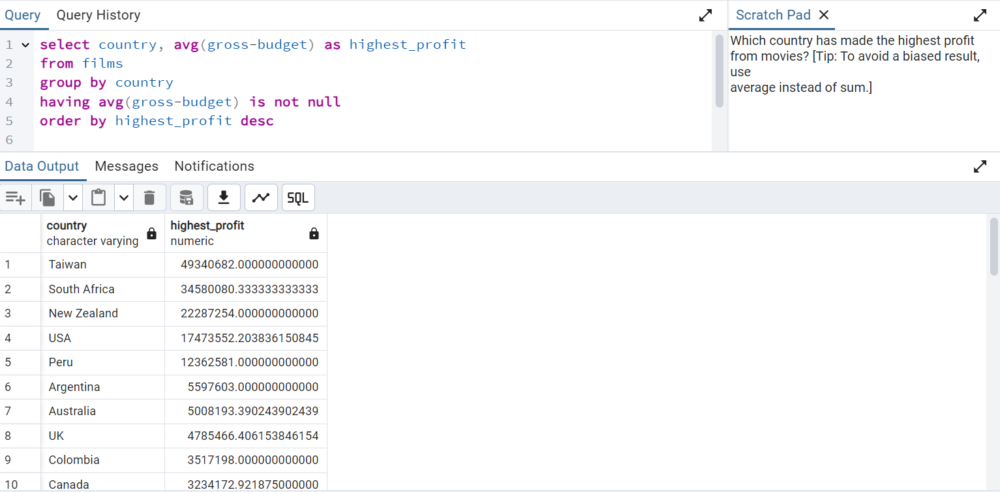 Query Query History
Scratch Pad
1 select country, avg(gross-budget) as highest_profit
2 from films
3 group by country
4 having avg(gross-budget) is not null
5 order by highest_profit desc
6
Which country has made the highest profit
from movies? [Tip: To avoid a biased result,
use
average instead of sum.]
Data Output Messages Notifications
SQL
country highest_profit
character varying numeric
1 Taiwan 49340682.000000000000
2 South Africa 34580080.333333333333
3 New Zealand 22287254.000000000000
4 USA 17473552.203836150845
5 Peru 12362581.000000000000
6 Argentina 5597603.000000000000
7 Australia 5008193.390243902439
8 UK 4785466.406153846154
9 Colombia 3517198.000000000000
10 Canada 3234172.921875000000